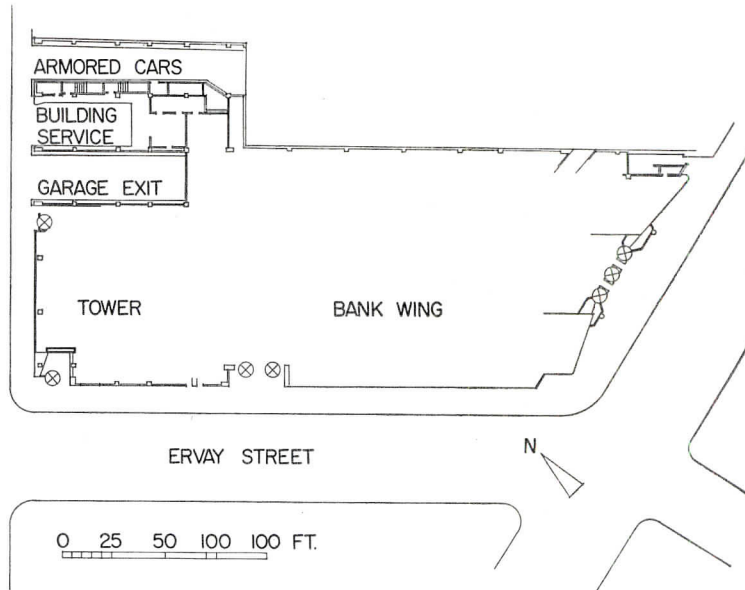 ARMORED CARS
BUILDING
SERVICE
GARAGE EXIT
TOWER
BANK WING
ERVAY STREET
N
0 25 50 100 100 FT.